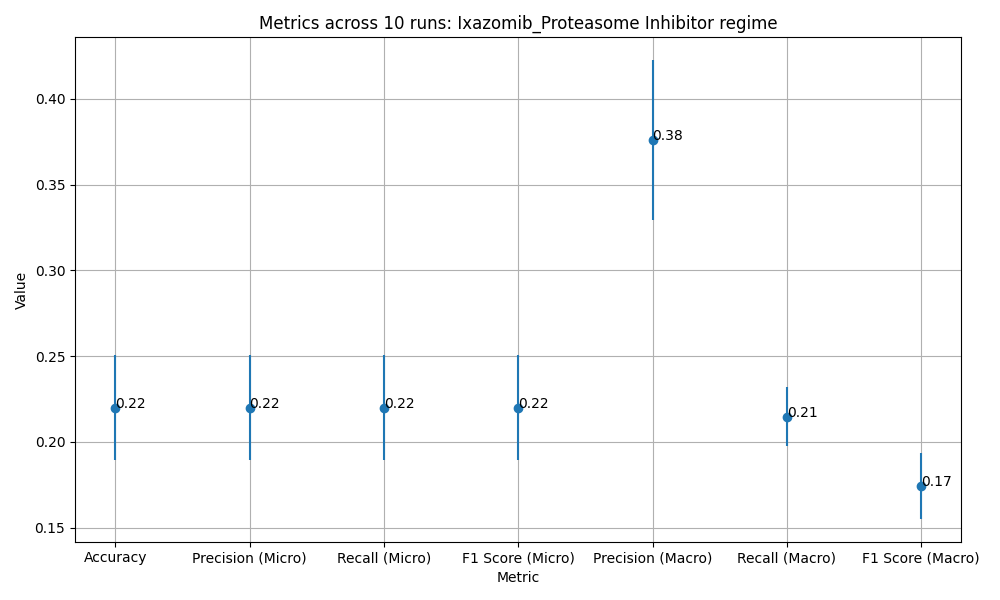 Metrics across 10 runs: Ixazomib_Proteasome Inhibitor regime
Value
0.40
0.35
0.30
0.25
0.20
0.15
0.22
0.22
0.22
0.22
0.38
0.21
0.17
Accuracy
Precision (Micro)
Recall (Micro)
F1 Score (Micro)
Precision (Macro)
Recall (Macro)
F1 Score (Macro)
Metric